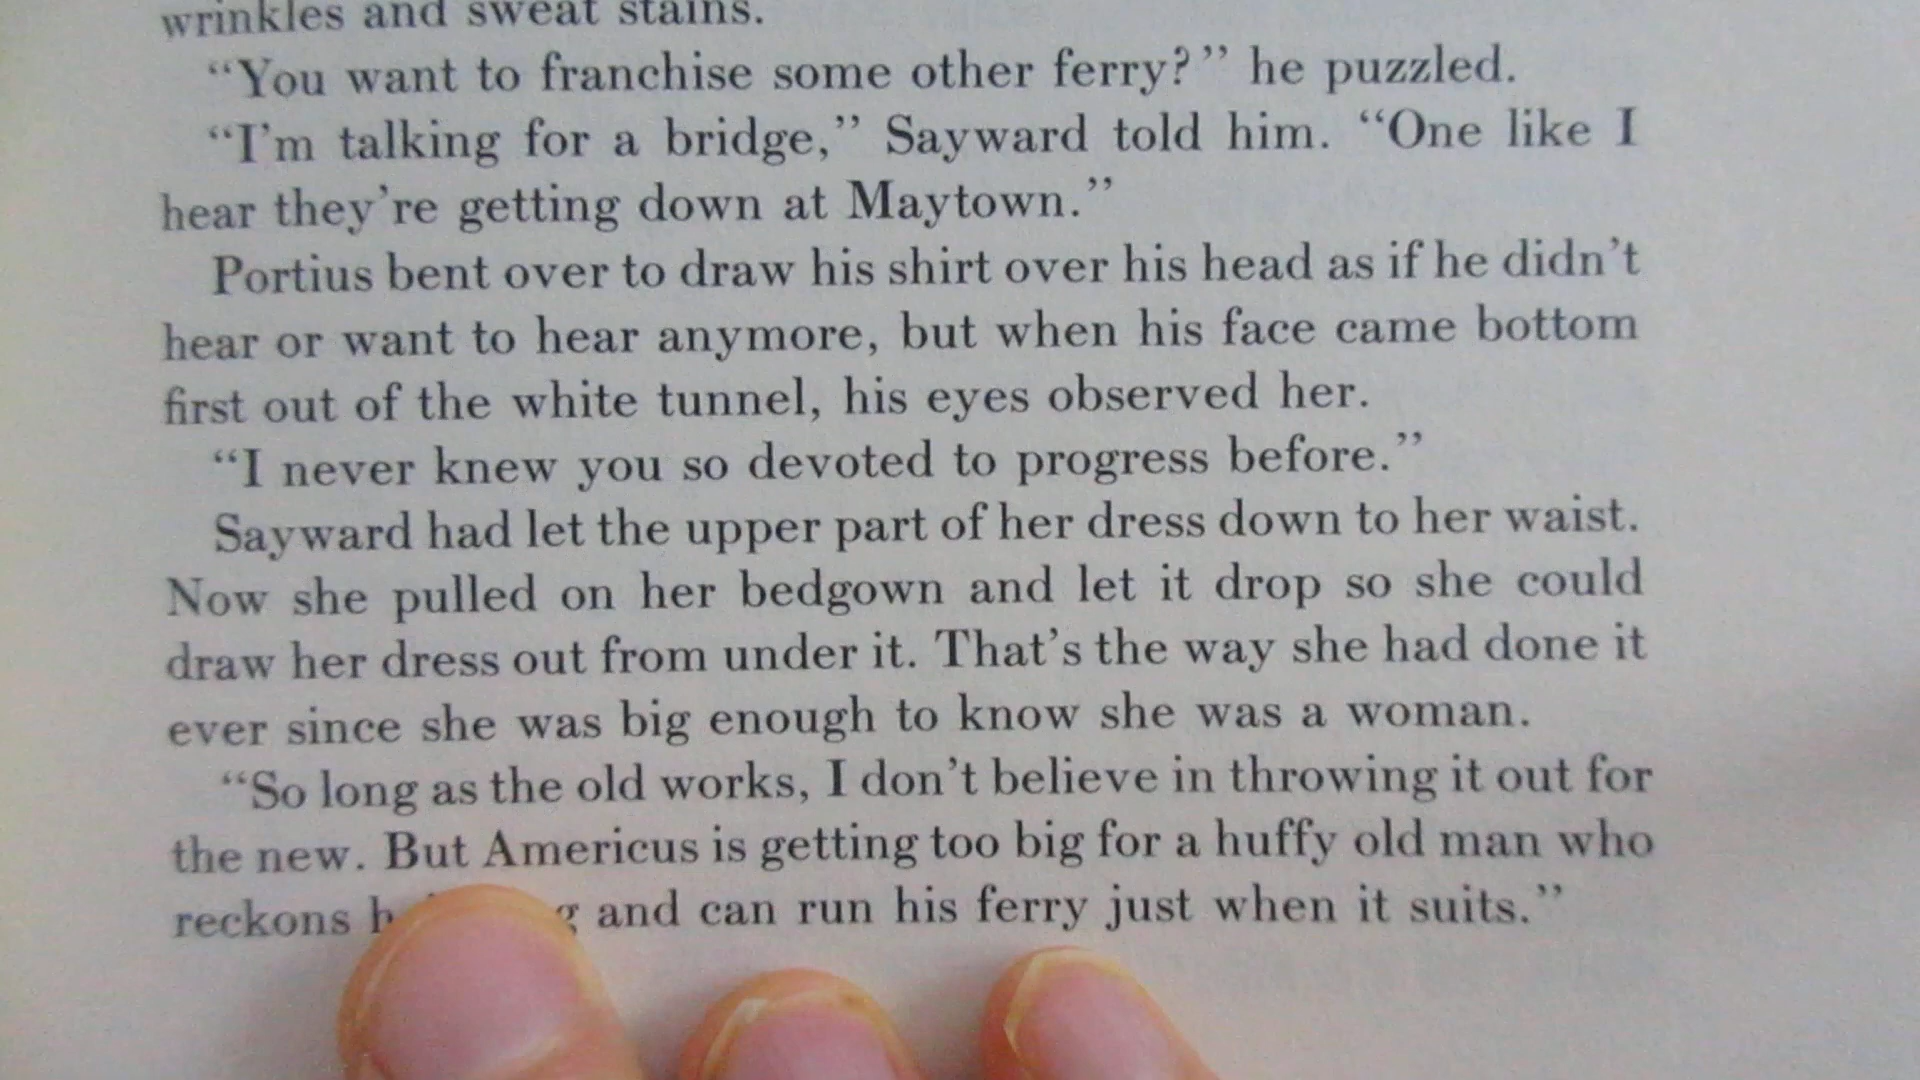 wrinkles and sweat stains.
“You want to franchise some other ferry?” he puzzled.
“I’m talking for a bridge,” Sayward told him. “One like I
hear they’re getting down at Maytown.”
Portius bent over to draw his shirt over his head as if he didn’t
hear or want to hear anymore, but when his face came bottom
first out of the white tunnel, his eyes observed her.
“I never knew you so devoted to progress before.”
Sayward had let the upper part of her dress down to her waist.
Now she pulled on her bedgown and let it drop so she could
draw her dress out from under it. That’s the way she had done it
ever since she was big enough to know she was a woman.
“So long as the old works, I don’t believe in throwing it out for
the new. But Americus is getting too big for a huffy old man who
reckons and can run his ferry just when it suits.”